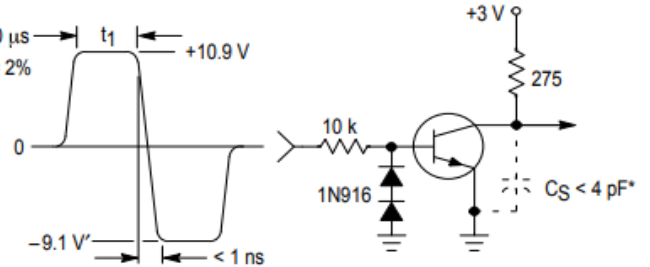 μs
t1
2%
+10.9 V
0
–9.1 V′
< 1 ns
+3 V
275
10 k
1N916
CS < 4 pF*